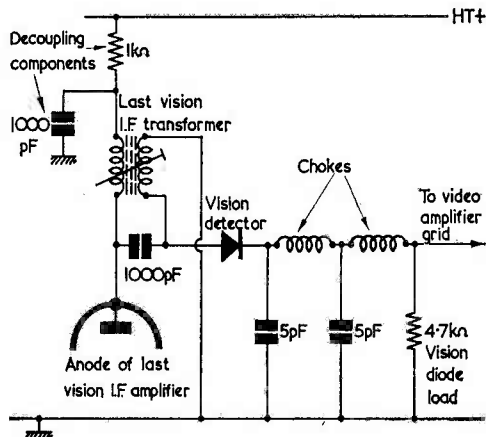 HT+
Decoupling
components
1kΩ
1000
pF
Last vision
I.F transformer
Chokes
Vision
detector
To video
amplifier
grid
1000pF
5pF
5pF
4·7kΩ
Vision
diode
load
Anode of last
vision I.F amplifier